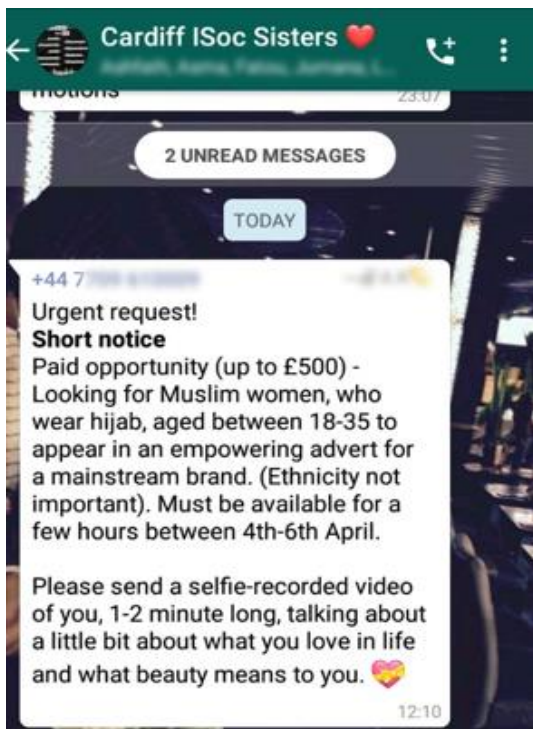 Cardiff ISoc Sisters ❤️
motions
23:07
2 UNREAD MESSAGES
TODAY
+44 7
Urgent request!
Short notice
Paid opportunity (up to £500) -
Looking for Muslim women, who
wear hijab, aged between 18-35 to
appear in an empowering advert for
a mainstream brand. (Ethnicity not
important). Must be available for a
few hours between 4th-6th April.
Please send a selfie-recorded video
of you, 1-2 minute long, talking about
a little bit about what you love in life
and what beauty means to you. 💝
12:10